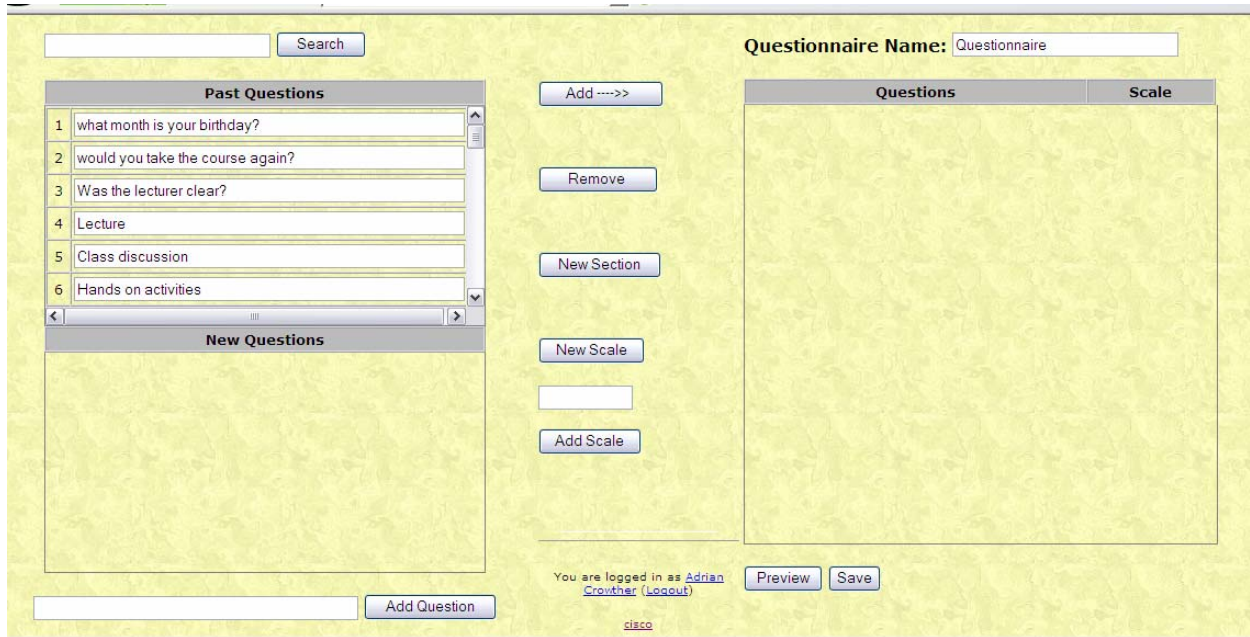 Search
Past Questions
1 what month is your birthday?
2 would you take the course again?
3 Was the lecturer clear?
4 Lecture
5 Class discussion
6 Hands on activities
New Questions
Add Question
Add ---->>
Remove
New Section
New Scale
Add Scale
You are logged in as Adrian
Crowther (Logout)
cisco
Questionnaire Name: Questionnaire
Questions Scale
Preview Save